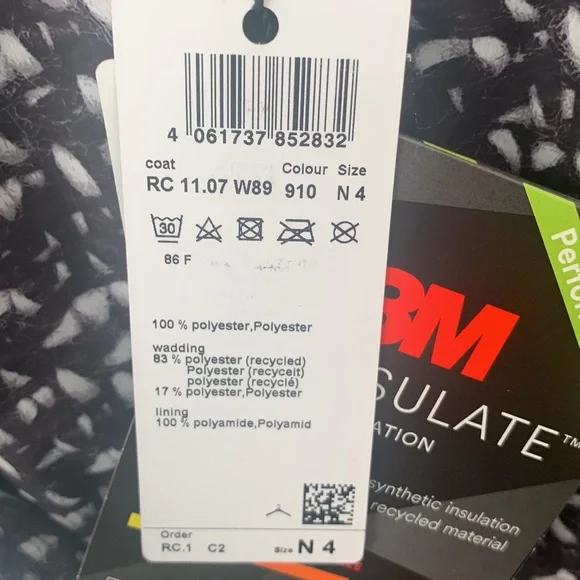 4 061737 852832
coat Colour Size
RC 11.07 W89 910 N 4
30
86 F
100 % polyester,Polyester
wadding
83 % polyester (recycled)
Polyester (recycelt)
polyester (recyclé)
17 % polyester,Polyester
lining
100 % polyamide,Polyamid
Order
RC.1 C2 Size N 4
3M
SULATE™
ATION
synthetic insulation
recycled material
Perfor